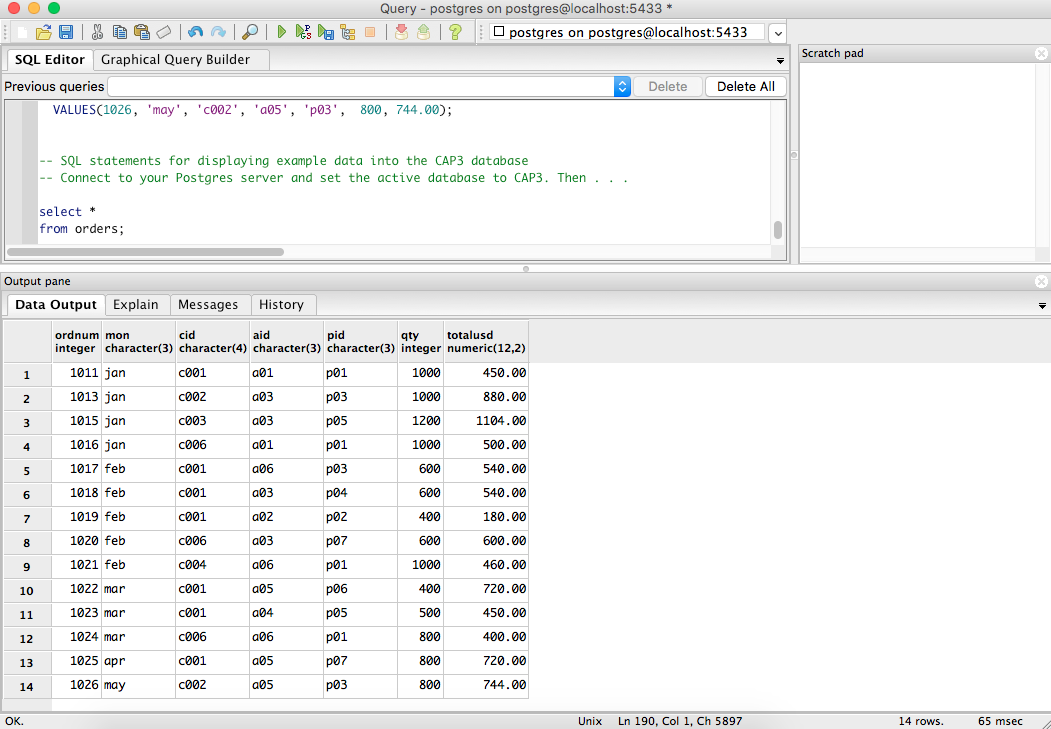 Query - postgres on postgres@localhost:5433 *
postgres on postgres@localhost:5433
SQL Editor Graphical Query Builder
Scratch pad
Previous queries Delete Delete All
VALUES(1026, 'may', 'c002', 'a05', 'p03',  800, 744.00);
-- SQL statements for displaying example data into the CAP3 database
-- Connect to your Postgres server and set the active database to CAP3. Then . . .
select *
from orders;
Output pane
Data Output Explain Messages History
ordnum mon cid aid pid qty totalusd
integer character(3) character(4) character(3) character(3) integer numeric(12,2)
1 1011 jan c001 a01 p01 1000 450.00
2 1013 jan c002 a03 p03 1000 880.00
3 1015 jan c003 a03 p05 1200 1104.00
4 1016 jan c006 a01 p01 1000 500.00
5 1017 feb c001 a06 p03 600 540.00
6 1018 feb c001 a03 p04 600 540.00
7 1019 feb c001 a02 p02 400 180.00
8 1020 feb c006 a03 p07 600 600.00
9 1021 feb c004 a06 p01 1000 460.00
10 1022 mar c001 a05 p06 400 720.00
11 1023 mar c001 a04 p05 500 450.00
12 1024 mar c006 a06 p01 800 400.00
13 1025 apr c001 a05 p07 800 720.00
14 1026 may c002 a05 p03 800 744.00
OK. Unix Ln 190, Col 1, Ch 5897 14 rows. 65 msec